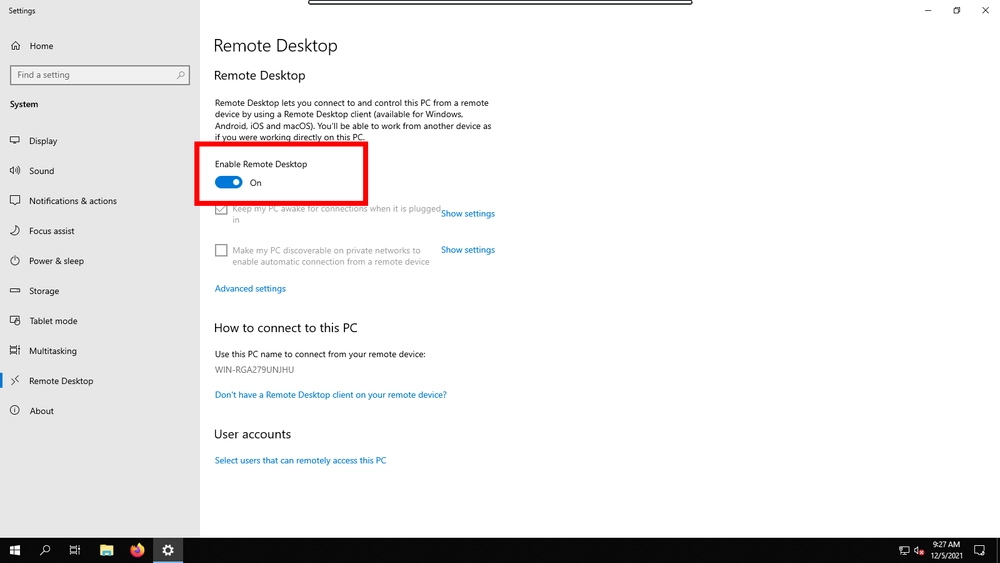 Settings
Home
Find a setting
System
Display
Sound
Notifications & actions
Focus assist
Power & sleep
Storage
Tablet mode
Multitasking
Remote Desktop
About
Remote Desktop
Remote Desktop
Remote Desktop lets you connect to and control this PC from a remote
device by using a Remote Desktop client (available for Windows,
Android, iOS and macOS). You'll be able to work from another device as
if you were working directly on this PC.
Enable Remote Desktop
On
Keep my PC awake for connections when it is plugged
in
Show settings
Make my PC discoverable on private networks to
enable automatic connection from a remote device
Show settings
Advanced settings
How to connect to this PC
Use this PC name to connect from your remote device:
WIN-RGA279UNJHU
Don't have a Remote Desktop client on your remote device?
User accounts
Select users that can remotely access this PC
9:27 AM
12/5/2021